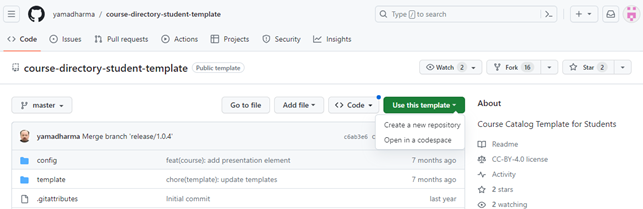 yamadharma / course-directory-student-template
Type / to search
Code Issues Pull requests Actions Projects Security Insights
course-directory-student-template Public template
Watch 2 Fork 16 Star 2
master Go to file Add file Code Use this template
About
Create a new repository
Open in a codespace
Course Catalog Template for Students
yamadharma Merge branch 'release/1.0.4' c6ab3e6
config feat(course): add presentation element 7 months ago
template chore(template): update templates 7 months ago
.gitattributes Initial commit last year
Readme
CC-BY-4.0 license
Activity
2 stars
2 watching